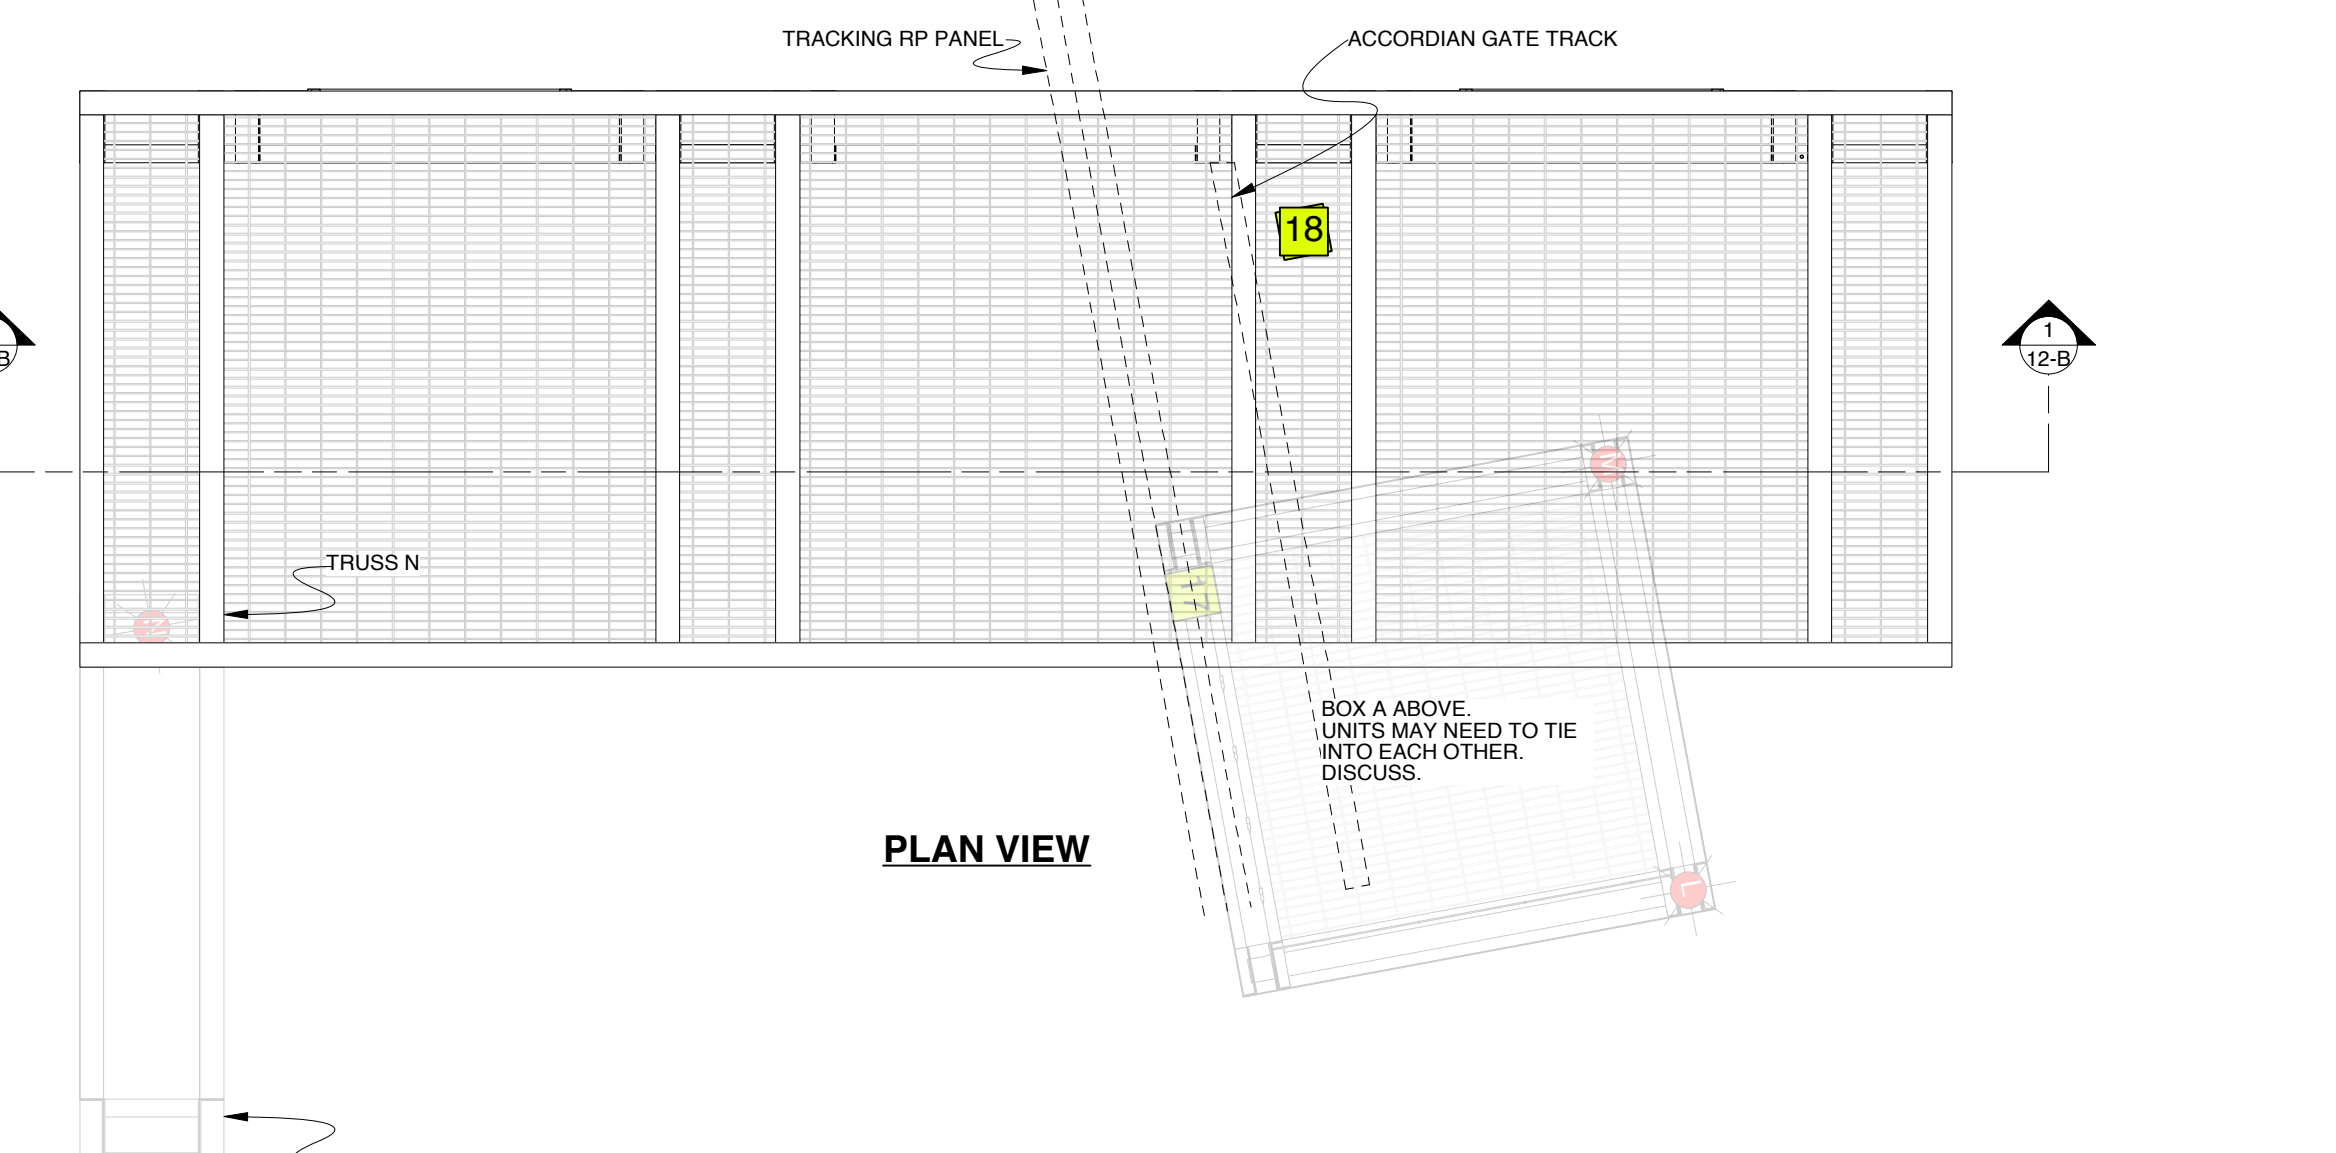 TRACKING RP PANEL
ACCORDIAN GATE TRACK
18
1
12-B
B
TRUSS N
M
17
BOX A ABOVE.
UNITS MAY NEED TO TIE
INTO EACH OTHER.
DISCUSS.
PLAN VIEW
L